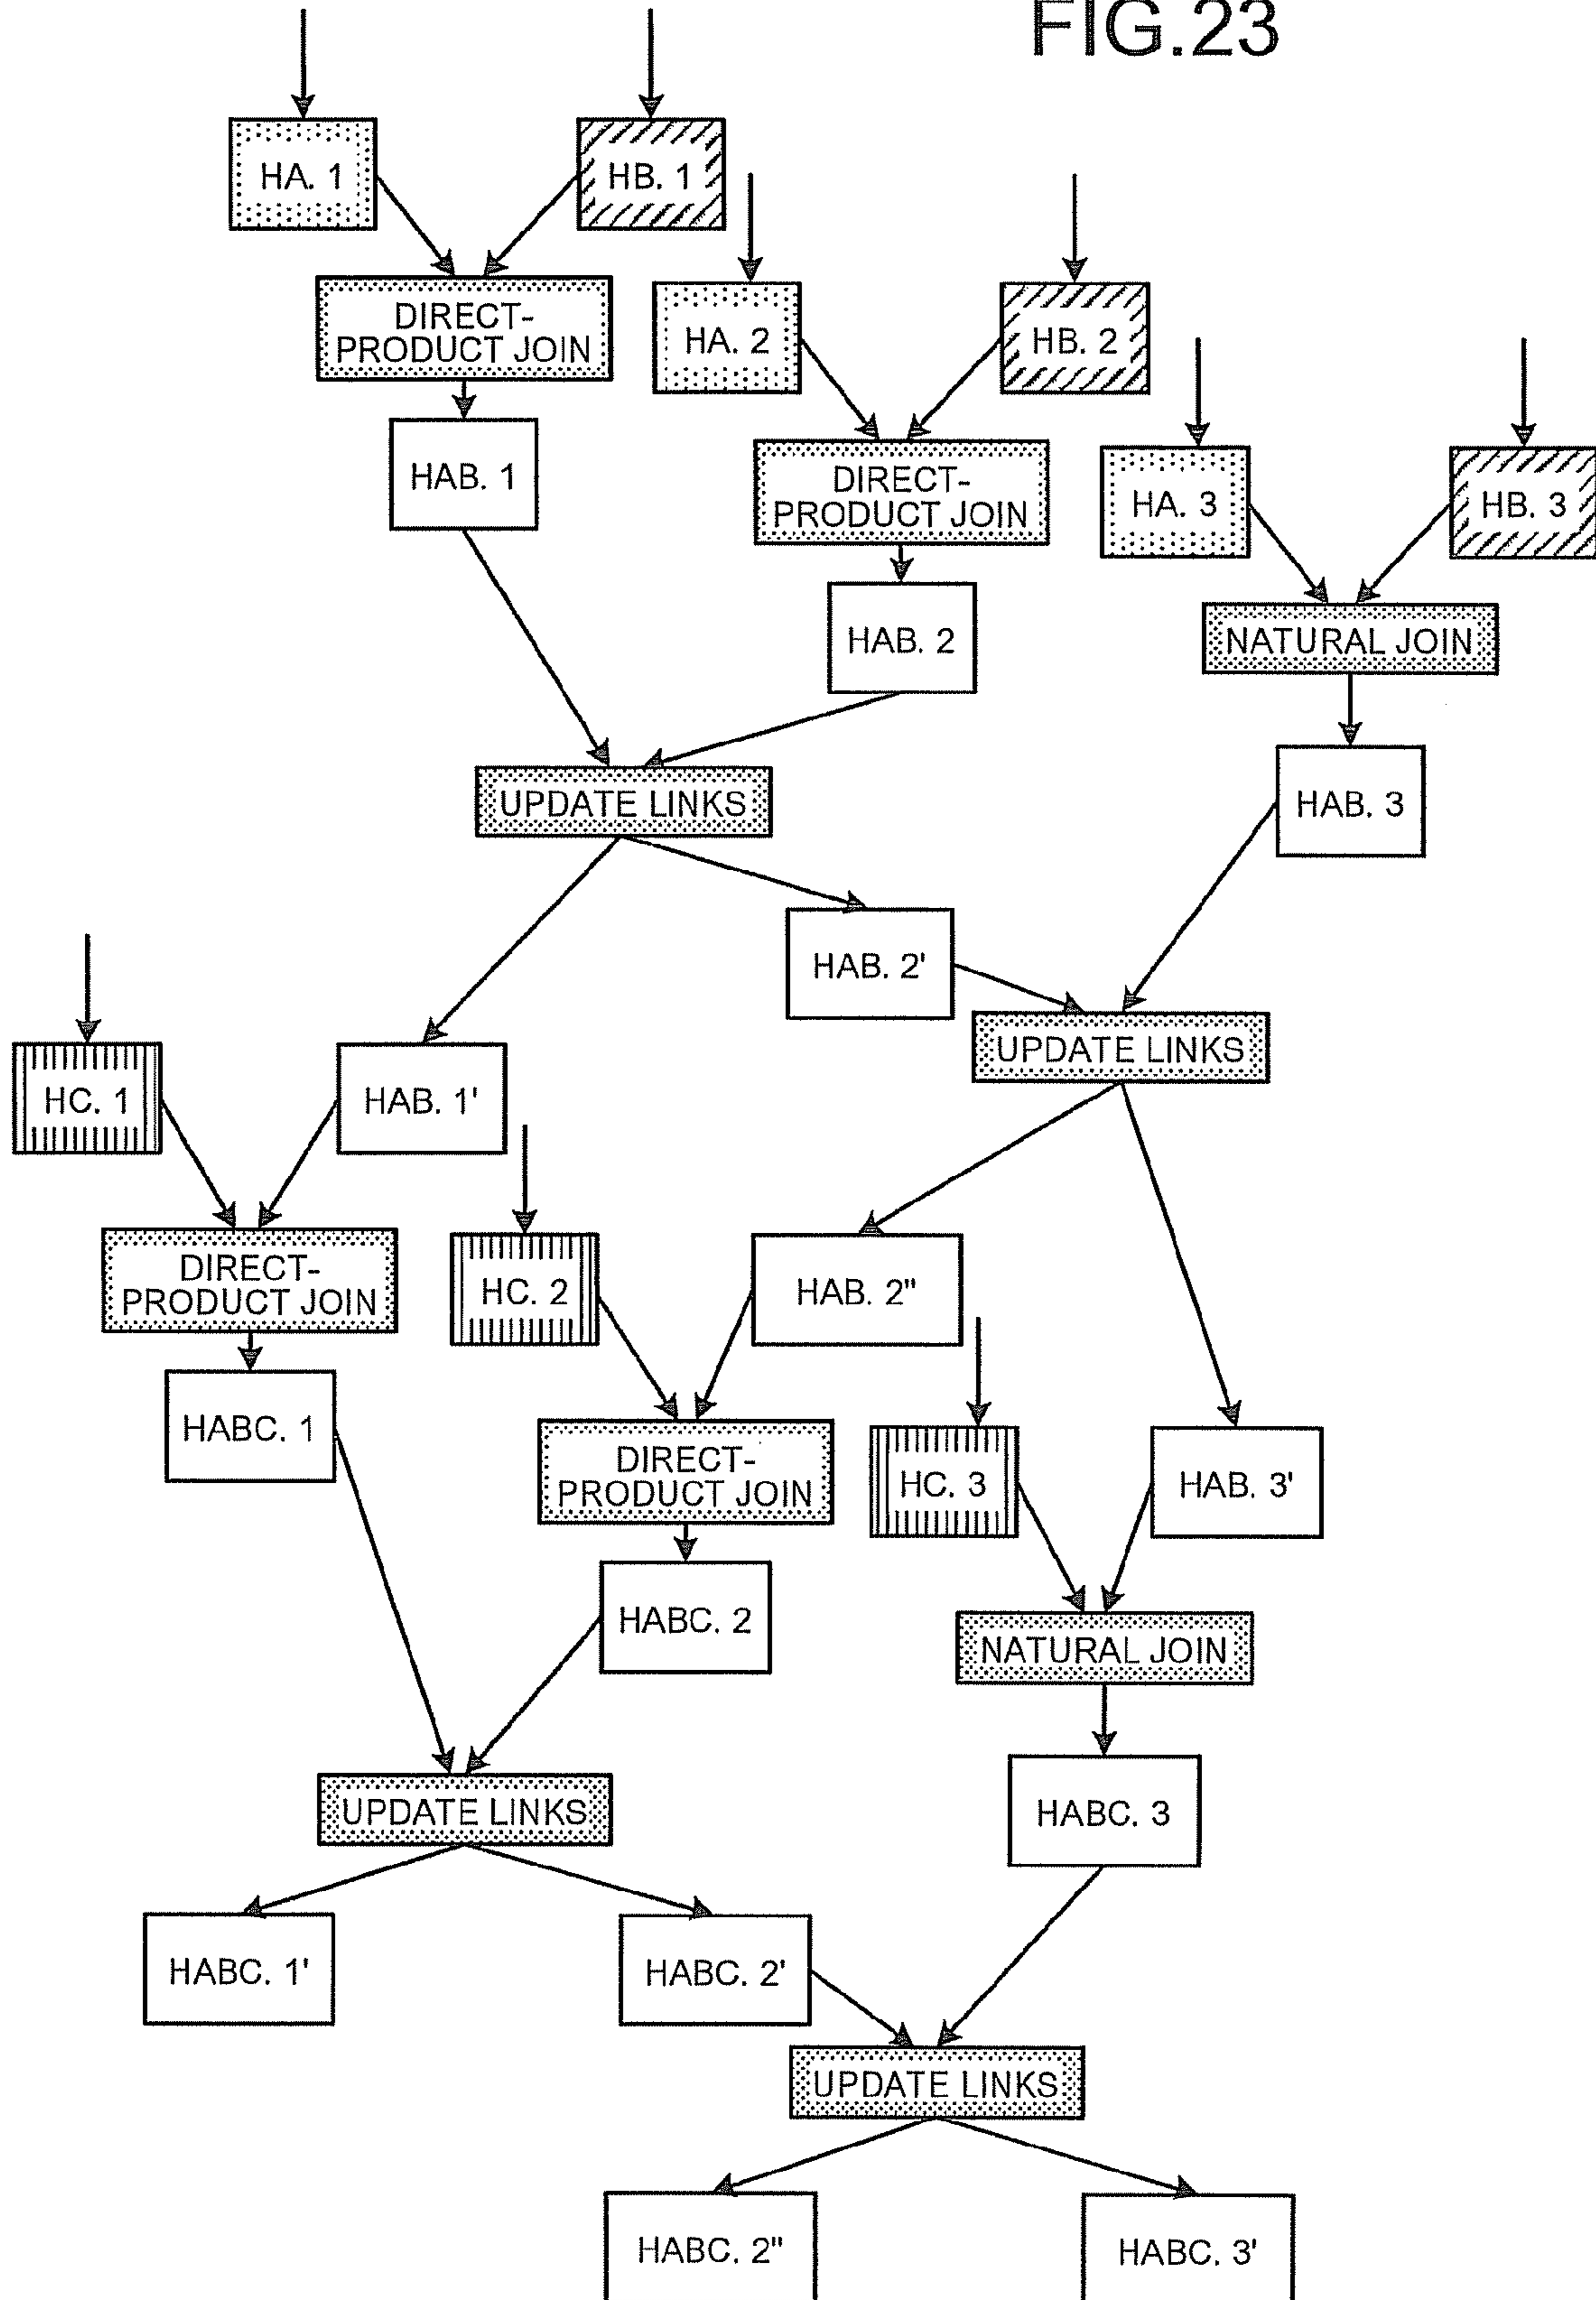 FIG.23
HA. 1
HB. 1
DIRECT-
PRODUCT JOIN
HA. 2
HB. 2
HAB. 1
DIRECT-
PRODUCT JOIN
HA. 3
HB. 3
HAB. 2
NATURAL JOIN
UPDATE LINKS
HAB. 3
HAB. 2'
UPDATE LINKS
HC. 1
HAB. 1'
DIRECT-
PRODUCT JOIN
HC. 2
HAB. 2"
HABC. 1
DIRECT-
PRODUCT JOIN
HC. 3
HAB. 3'
HABC. 2
NATURAL JOIN
UPDATE LINKS
HABC. 3
HABC. 1'
HABC. 2'
UPDATE LINKS
HABC. 2"
HABC. 3'